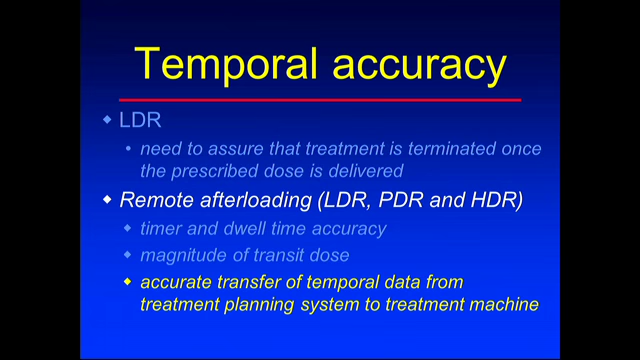 Temporal accuracy
LDR
need to assure that treatment is terminated once
the prescribed dose is delivered
Remote afterloading (LDR, PDR and HDR)
timer and dwell time accuracy
magnitude of transit dose
accurate transfer of temporal data from
treatment planning system to treatment machine